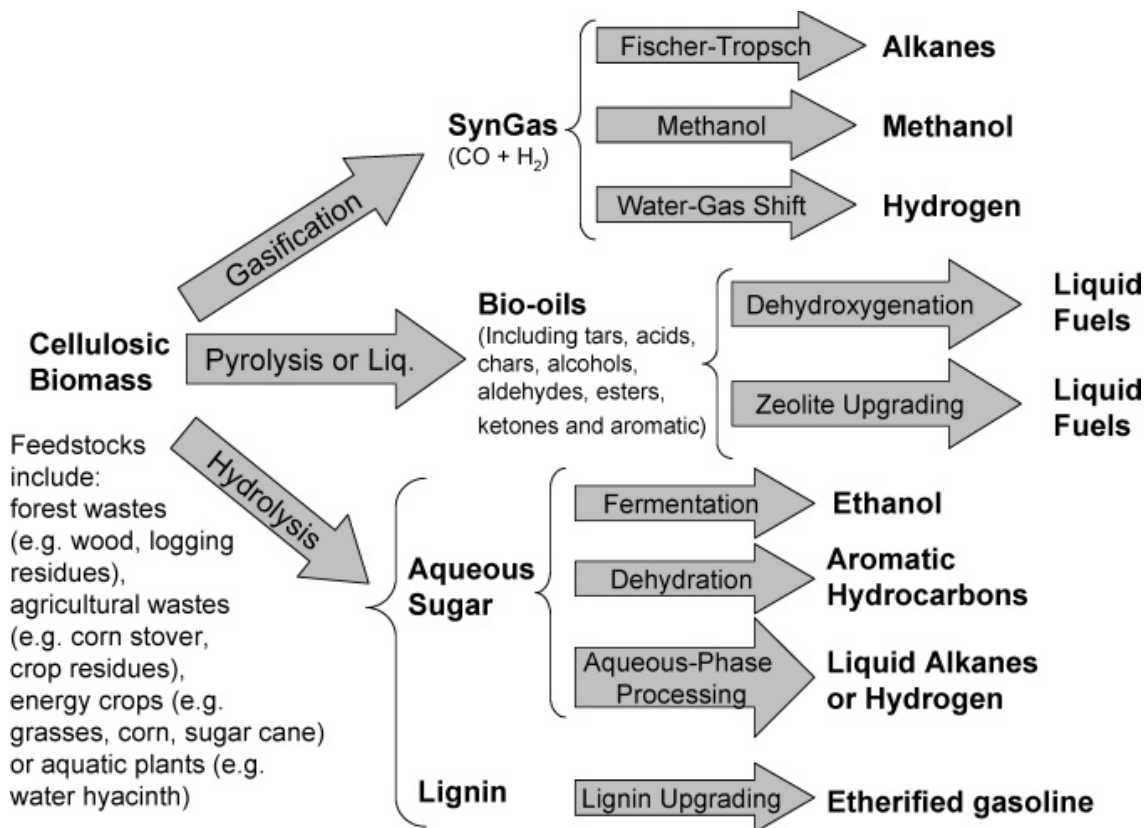 Fischer-Tropsch
Alkanes
SynGas
(CO + H₂)
Methanol
Methanol
Water-Gas Shift
Hydrogen
Gasification
Cellulosic
Biomass
Pyrolysis or Liq.
Bio-oils
(Including tars, acids,
chars, alcohols,
aldehydes, esters,
ketones and aromatic)
Dehydroxygenation
Liquid
Fuels
Zeolite Upgrading
Liquid
Fuels
Hydrolysis
Feedstocks
include:
forest wastes
(e.g. wood, logging
residues),
agricultural wastes
(e.g. corn stover,
crop residues),
energy crops (e.g.
grasses, corn, sugar cane)
or aquatic plants (e.g.
water hyacinth)
Aqueous
Sugar
Fermentation
Ethanol
Dehydration
Aromatic
Hydrocarbons
Aqueous-Phase
Processing
Liquid Alkanes
or Hydrogen
Lignin
Lignin Upgrading
Etherified gasoline